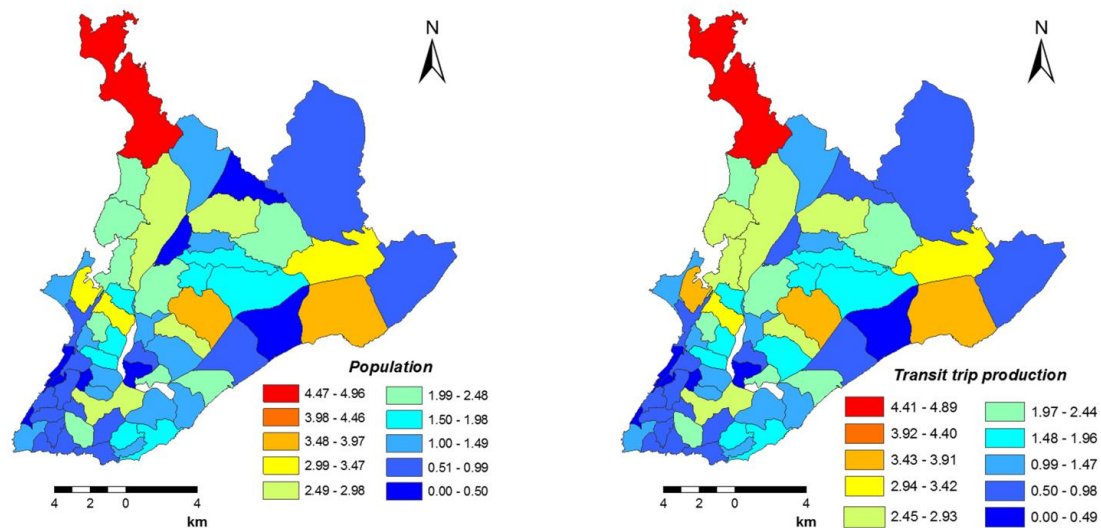 N
Population
4.47 - 4.96
3.98 - 4.46
3.48 - 3.97
2.99 - 3.47
2.49 - 2.98
1.99 - 2.48
1.50 - 1.98
1.00 - 1.49
0.51 - 0.99
0.00 - 0.50
4 2 0 4
km
N
Transit trip production
4.41 - 4.89
3.92 - 4.40
3.43 - 3.91
2.94 - 3.42
2.45 - 2.93
1.97 - 2.44
1.48 - 1.96
0.99 - 1.47
0.50 - 0.98
0.00 - 0.49
4 2 0 4
km